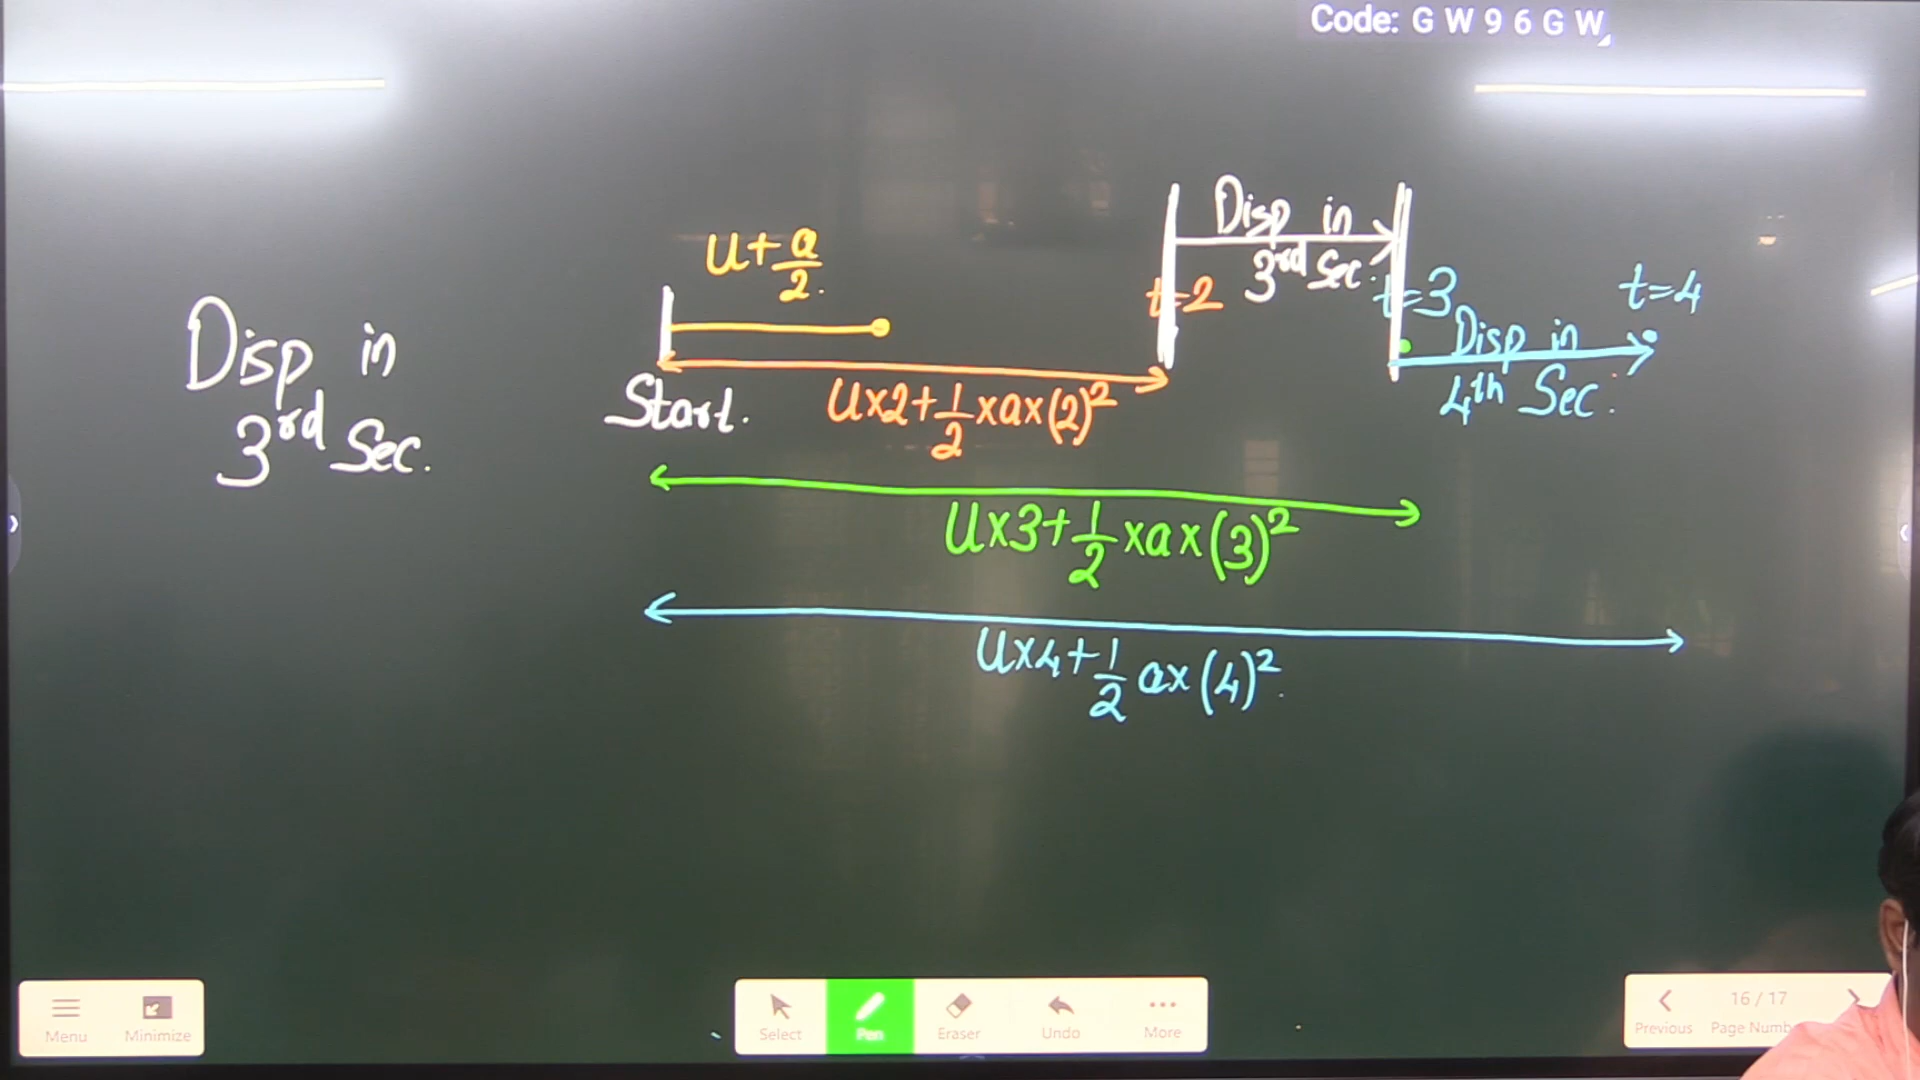 Code: G W 9 6 G W
Disp in
3rd Sec.
U+a/2.
Start.
t=2
Disp in
3rd Sec.
t=3
t=4
Disp in
4th Sec.
Ux2+1/2xax(2)²
Ux3+1/2xax(3)²
Ux4+1/2ax(4)²
Menu
Minimize
Select
Pen
Eraser
Undo
More
Previous
16 / 17
Page Numb